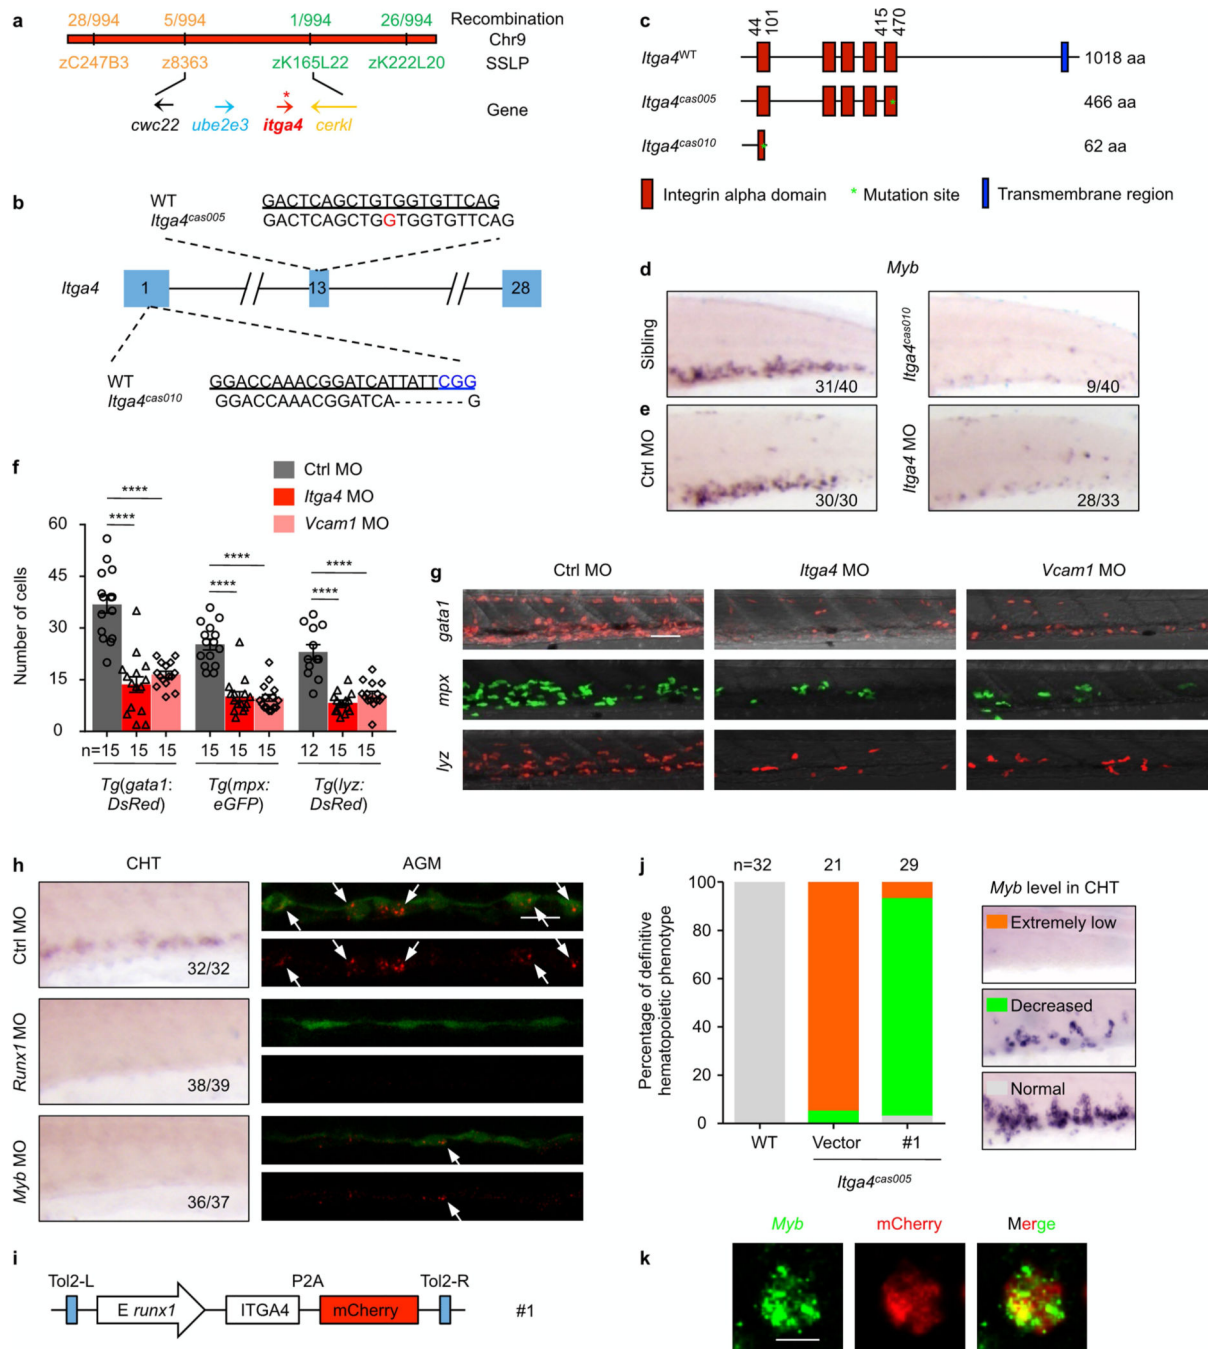 a
28/994 5/994 1/994 26/994 Recombination
Chr9
zC247B3 z8363 zK165L22 zK222L20 SSLP
*
Gene
cwc22 ube2e3 itga4 cerkl
b
WT GACTCAGCTGTGGTGTTCAG
Itga4cas005 GACTCAGCTGGTGGTGTTCAG
Itga4 1 13 28
WT GGACCAAACGGATCATTATTCGG
Itga4cas010 GGACCAAACGGATCA-------G
c
44 101 415 470
Itga4WT 1018 aa
Itga4cas005 * 466 aa
Itga4cas010 * 62 aa
Integrin alpha domain * Mutation site Transmembrane region
d
Myb
Sibling 31/40
Itga4cas010 9/40
e
Ctrl MO 30/30
Itga4 MO 28/33
f
Ctrl MO
Itga4 MO
Vcam1 MO
Number of cells
60
45
30
15
0
**** **** **** **** **** ****
n=15 15 15 15 15 15 12 15 15
Tg(gata1: DsRed)
Tg(mpx: eGFP)
Tg(lyz: DsRed)
g
Ctrl MO Itga4 MO Vcam1 MO
gata1
mpx
lyz
h
CHT AGM
Ctrl MO 32/32
Runx1 MO 38/39
Myb MO 36/37
i
Tol2-L P2A Tol2-R
E runx1 ITGA4 mCherry #1
j
n=32 21 29
Percentage of definitive
hematopoietic phenotype
100
80
60
40
20
0
WT Vector #1
Itga4cas005
Myb level in CHT
Extremely low
Decreased
Normal
k
Myb mCherry Merge